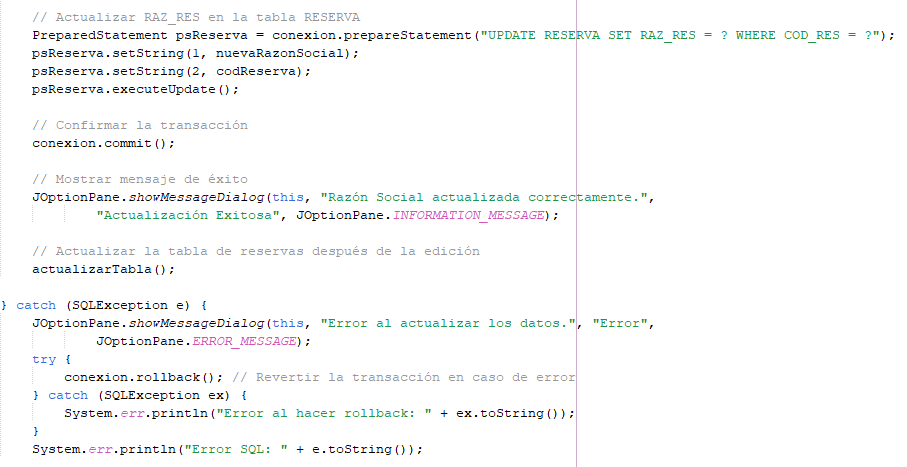 // Actualizar RAZ_RES en la tabla RESERVA
PreparedStatement psReserva = conexion.prepareStatement("UPDATE RESERVA SET RAZ_RES = ? WHERE COD_RES = ?");
psReserva.setString(1, nuevaRazonSocial);
psReserva.setString(2, codReserva);
psReserva.executeUpdate();
// Confirmar la transacción
conexion.commit();
// Mostrar mensaje de éxito
JOptionPane.showMessageDialog(this, "Razón Social actualizada correctamente.",
"Actualización Exitosa", JOptionPane.INFORMATION_MESSAGE);
// Actualizar la tabla de reservas después de la edición
actualizarTabla();
} catch (SQLException e) {
JOptionPane.showMessageDialog(this, "Error al actualizar los datos.", "Error",
JOptionPane.ERROR_MESSAGE);
try {
conexion.rollback(); // Revertir la transacción en caso de error
} catch (SQLException ex) {
System.err.println("Error al hacer rollback: " + ex.toString());
}
System.err.println("Error SQL: " + e.toString());